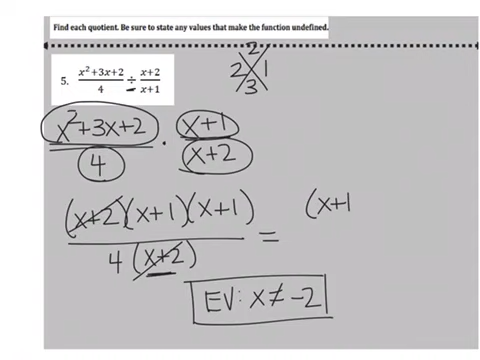 Find each quotient. Be sure to state any values that make the function undefined.
5. (x²+3x+2)/4 ÷ (x+2)/(x+1)
2
2 1
3
(x²+3x+2)/4 · (x+1)/(x+2)
(x+2)(x+1)(x+1)/4(x+2) = (x+1
EV: x ≠ -2